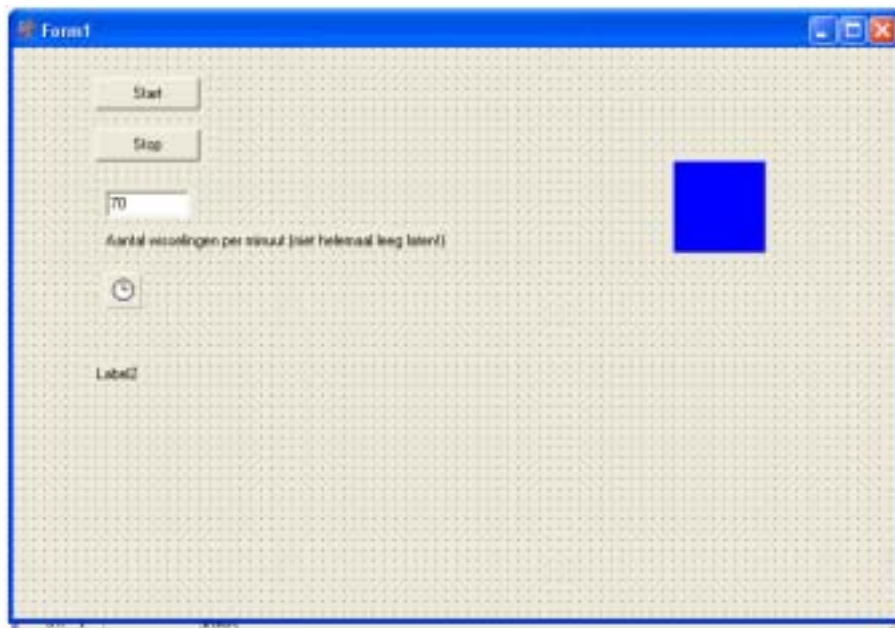 Form1
Start
Stop
70
Aantal wisselingen per minuut (niet helemaal leeg laten!)
Label2